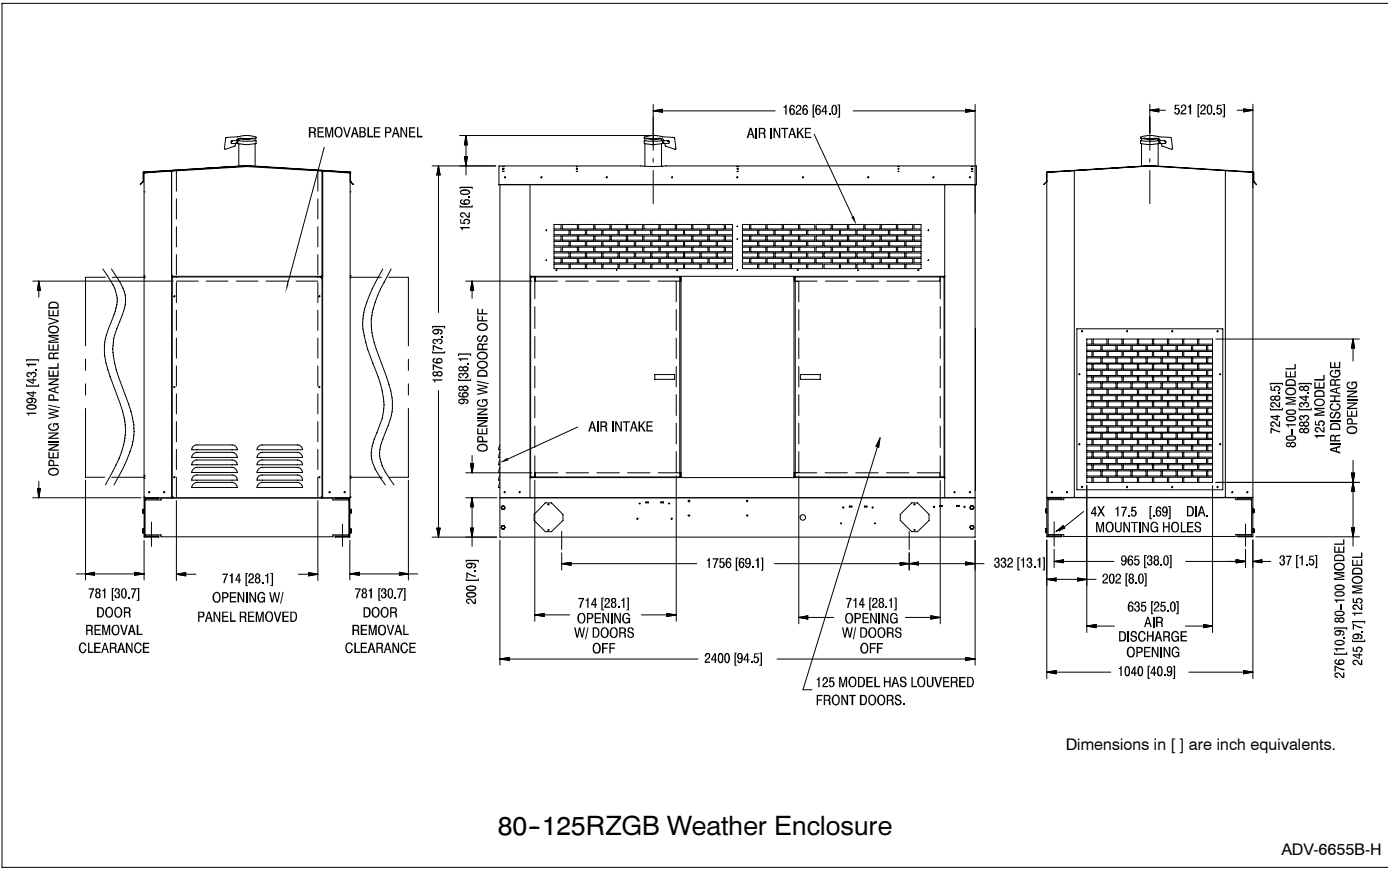 REMOVABLE PANEL
1094 [43.1]
OPENING W/ PANEL REMOVED
781 [30.7]
DOOR
REMOVAL
CLEARANCE
714 [28.1]
OPENING W/
PANEL REMOVED
781 [30.7]
DOOR
REMOVAL
CLEARANCE
1626 [64.0]
AIR INTAKE
152 [6.0]
1876 [73.9]
968 [38.1]
OPENING W/ DOORS OFF
AIR INTAKE
200 [7.9]
1756 [69.1]
332 [13.1]
714 [28.1]
OPENING
W/ DOORS
OFF
714 [28.1]
OPENING
W/ DOORS
OFF
2400 [94.5]
125 MODEL HAS LOUVERED
FRONT DOORS.
521 [20.5]
724 [28.5]
80-100 MODEL
883 [34.8]
125 MODEL
AIR DISCHARGE
OPENING
4X 17.5 [.69] DIA.
MOUNTING HOLES
965 [38.0]
37 [1.5]
202 [8.0]
635 [25.0]
AIR
DISCHARGE
OPENING
1040 [40.9]
276 [10.9] 80-100 MODEL
245 [9.7] 125 MODEL
Dimensions in [ ] are inch equivalents.
80-125RZGB Weather Enclosure
ADV-6655B-H